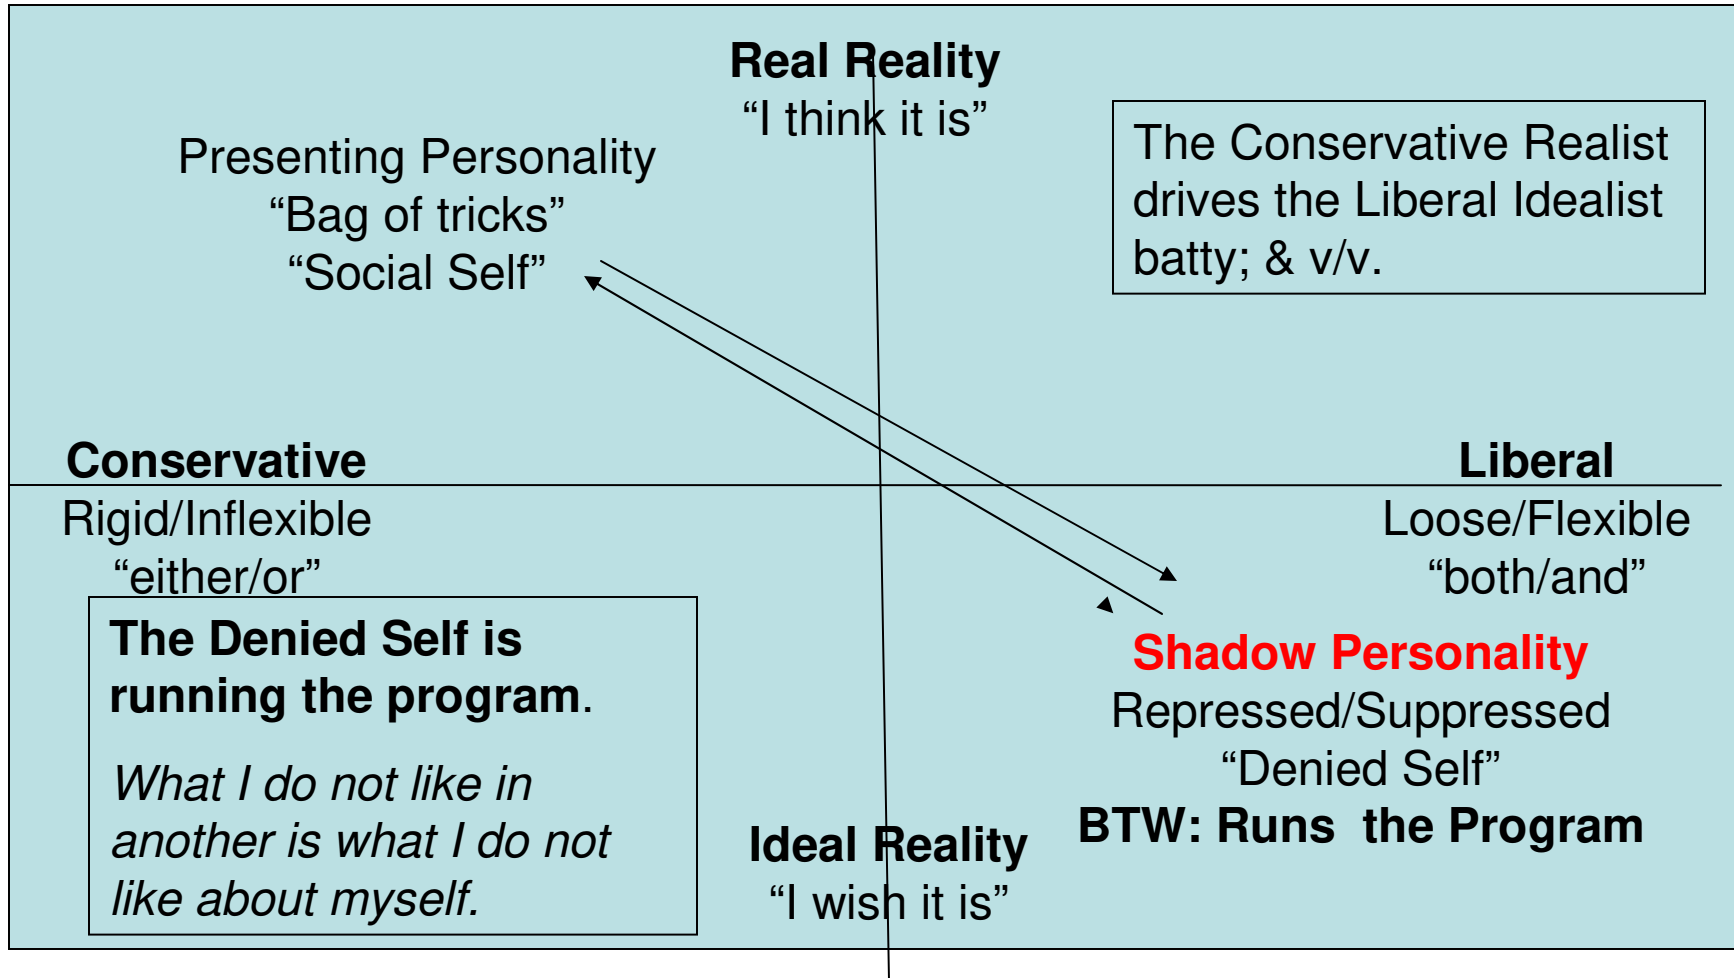 Real Reality
“I think it is”
Presenting Personality
“Bag of tricks”
“Social Self”
The Conservative Realist
drives the Liberal Idealist
batty; & v/v.
Conservative
Rigid/Inflexible
“either/or”
Liberal
Loose/Flexible
“both/and”
The Denied Self is
running the program.
What I do not like in
another is what I do not
like about myself.
Shadow Personality
Repressed/Suppressed
“Denied Self”
BTW: Runs  the Program
Ideal Reality
“I wish it is”